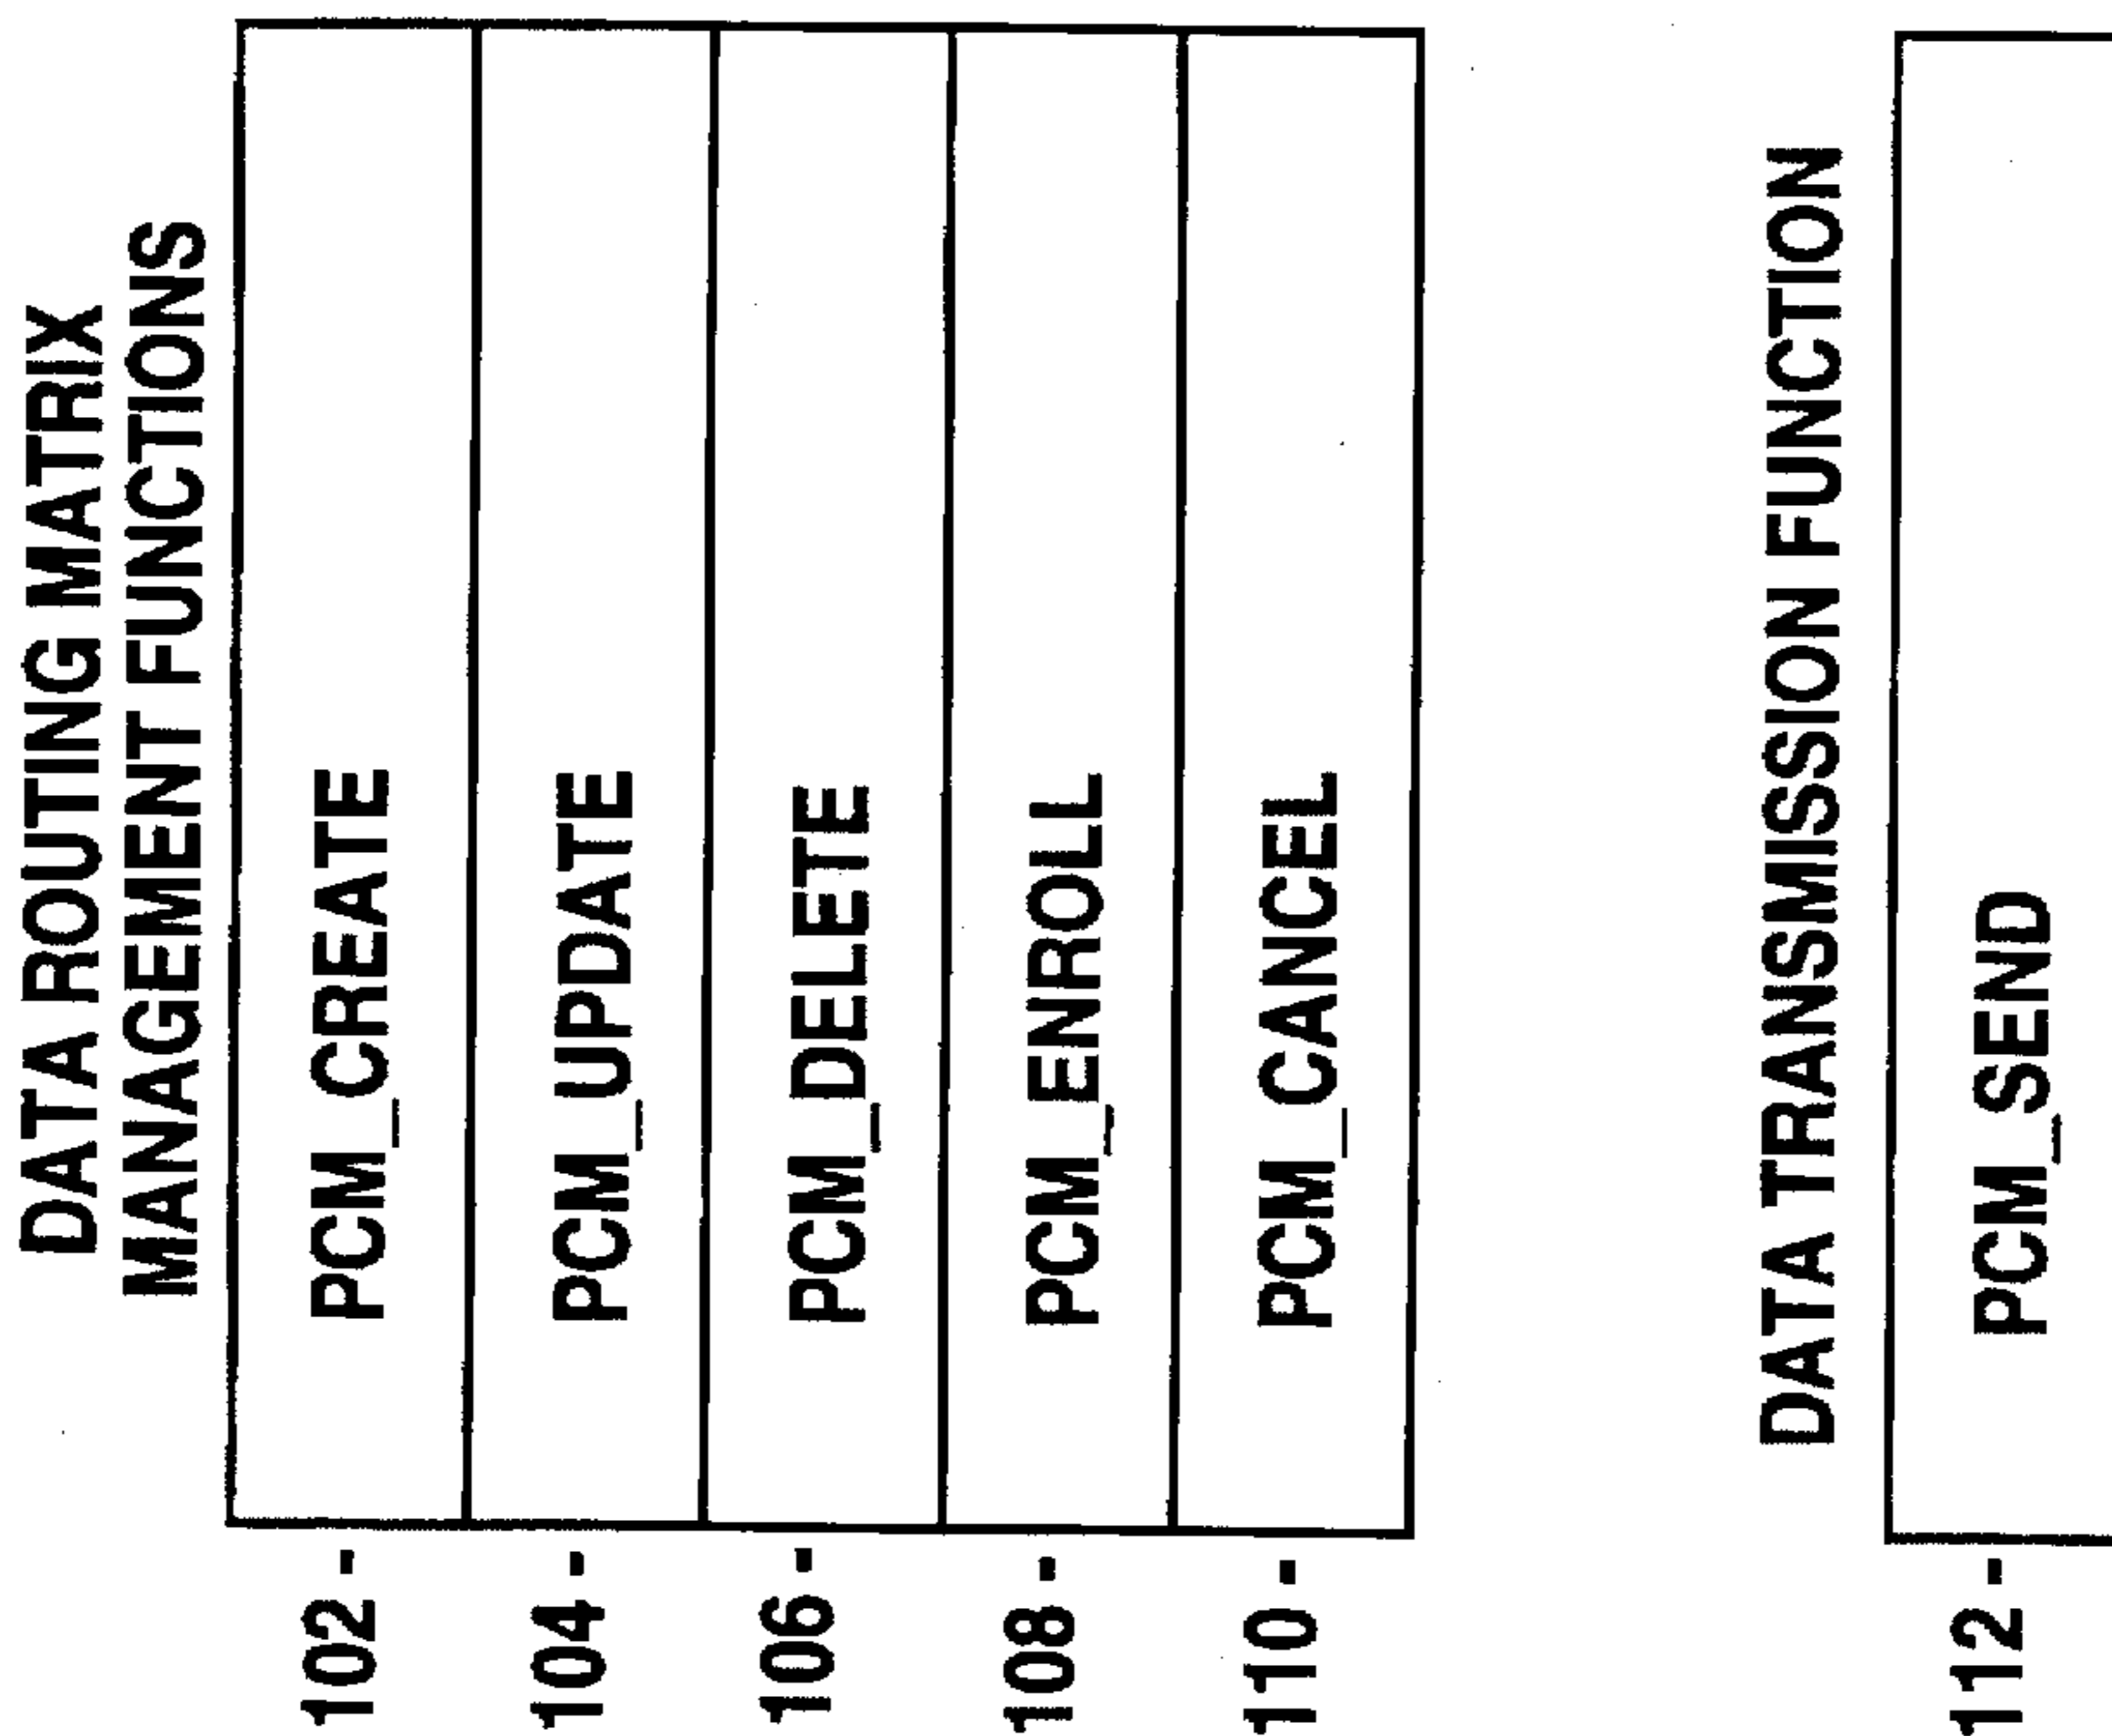 DATA ROUTING MATRIX
MANAGEMENT FUNCTIONS
102 - PCM_CREATE
104 - PCM_UPDATE
106 - PCM_DELETE
108 - PCM_ENROLL
110 - PCM_CANCEL
DATA TRANSMISSION FUNCTION
112 - PCM_SEND